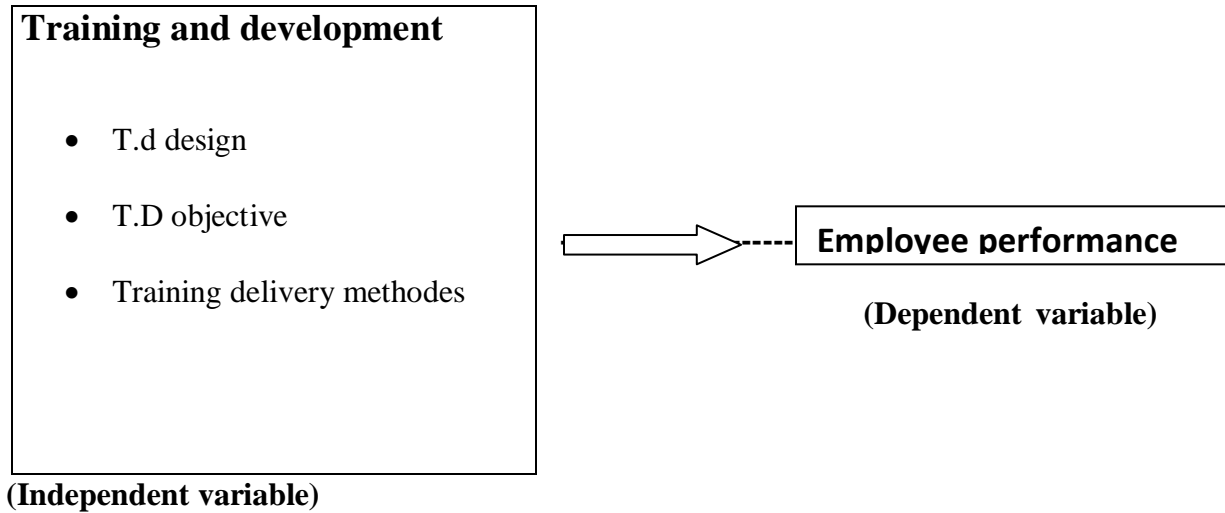 Training and development
• T.d design
• T.D objective
• Training delivery methodes
(Independent variable)
Employee performance
(Dependent variable)